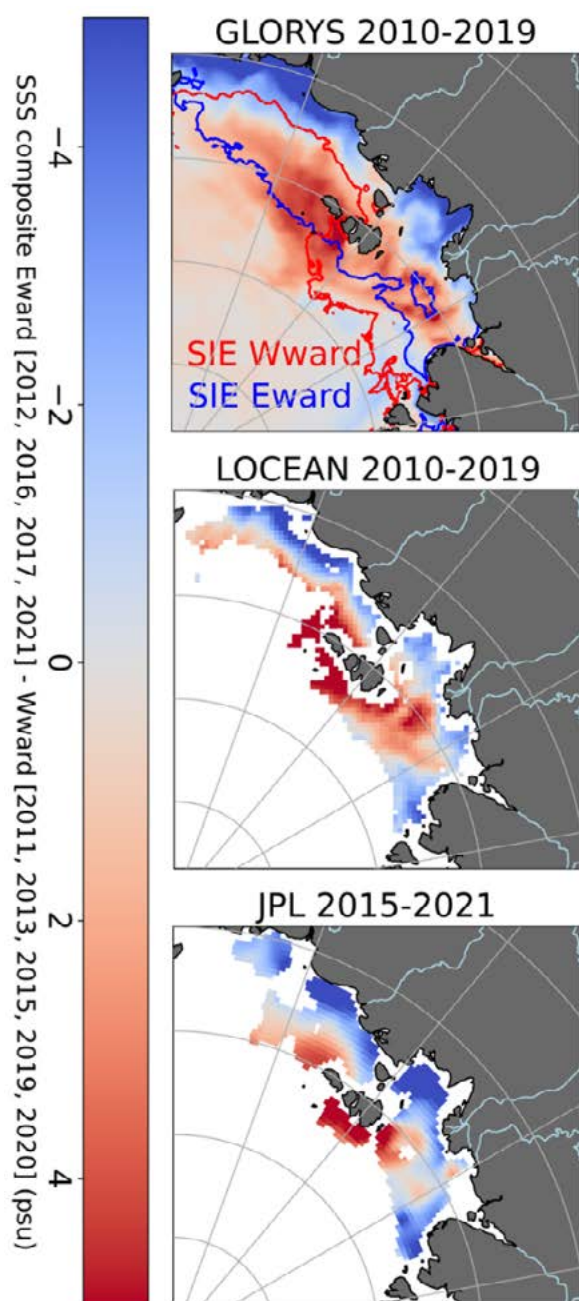 GLORYS 2010-2019
SIE Wward
SIE Eward
LOCEAN 2010-2019
JPL 2015-2021
−4
−2
0
2
4
SSS composite Eward [2012, 2016, 2017, 2021] - Wward [2011, 2013, 2015, 2019, 2020] (psu)